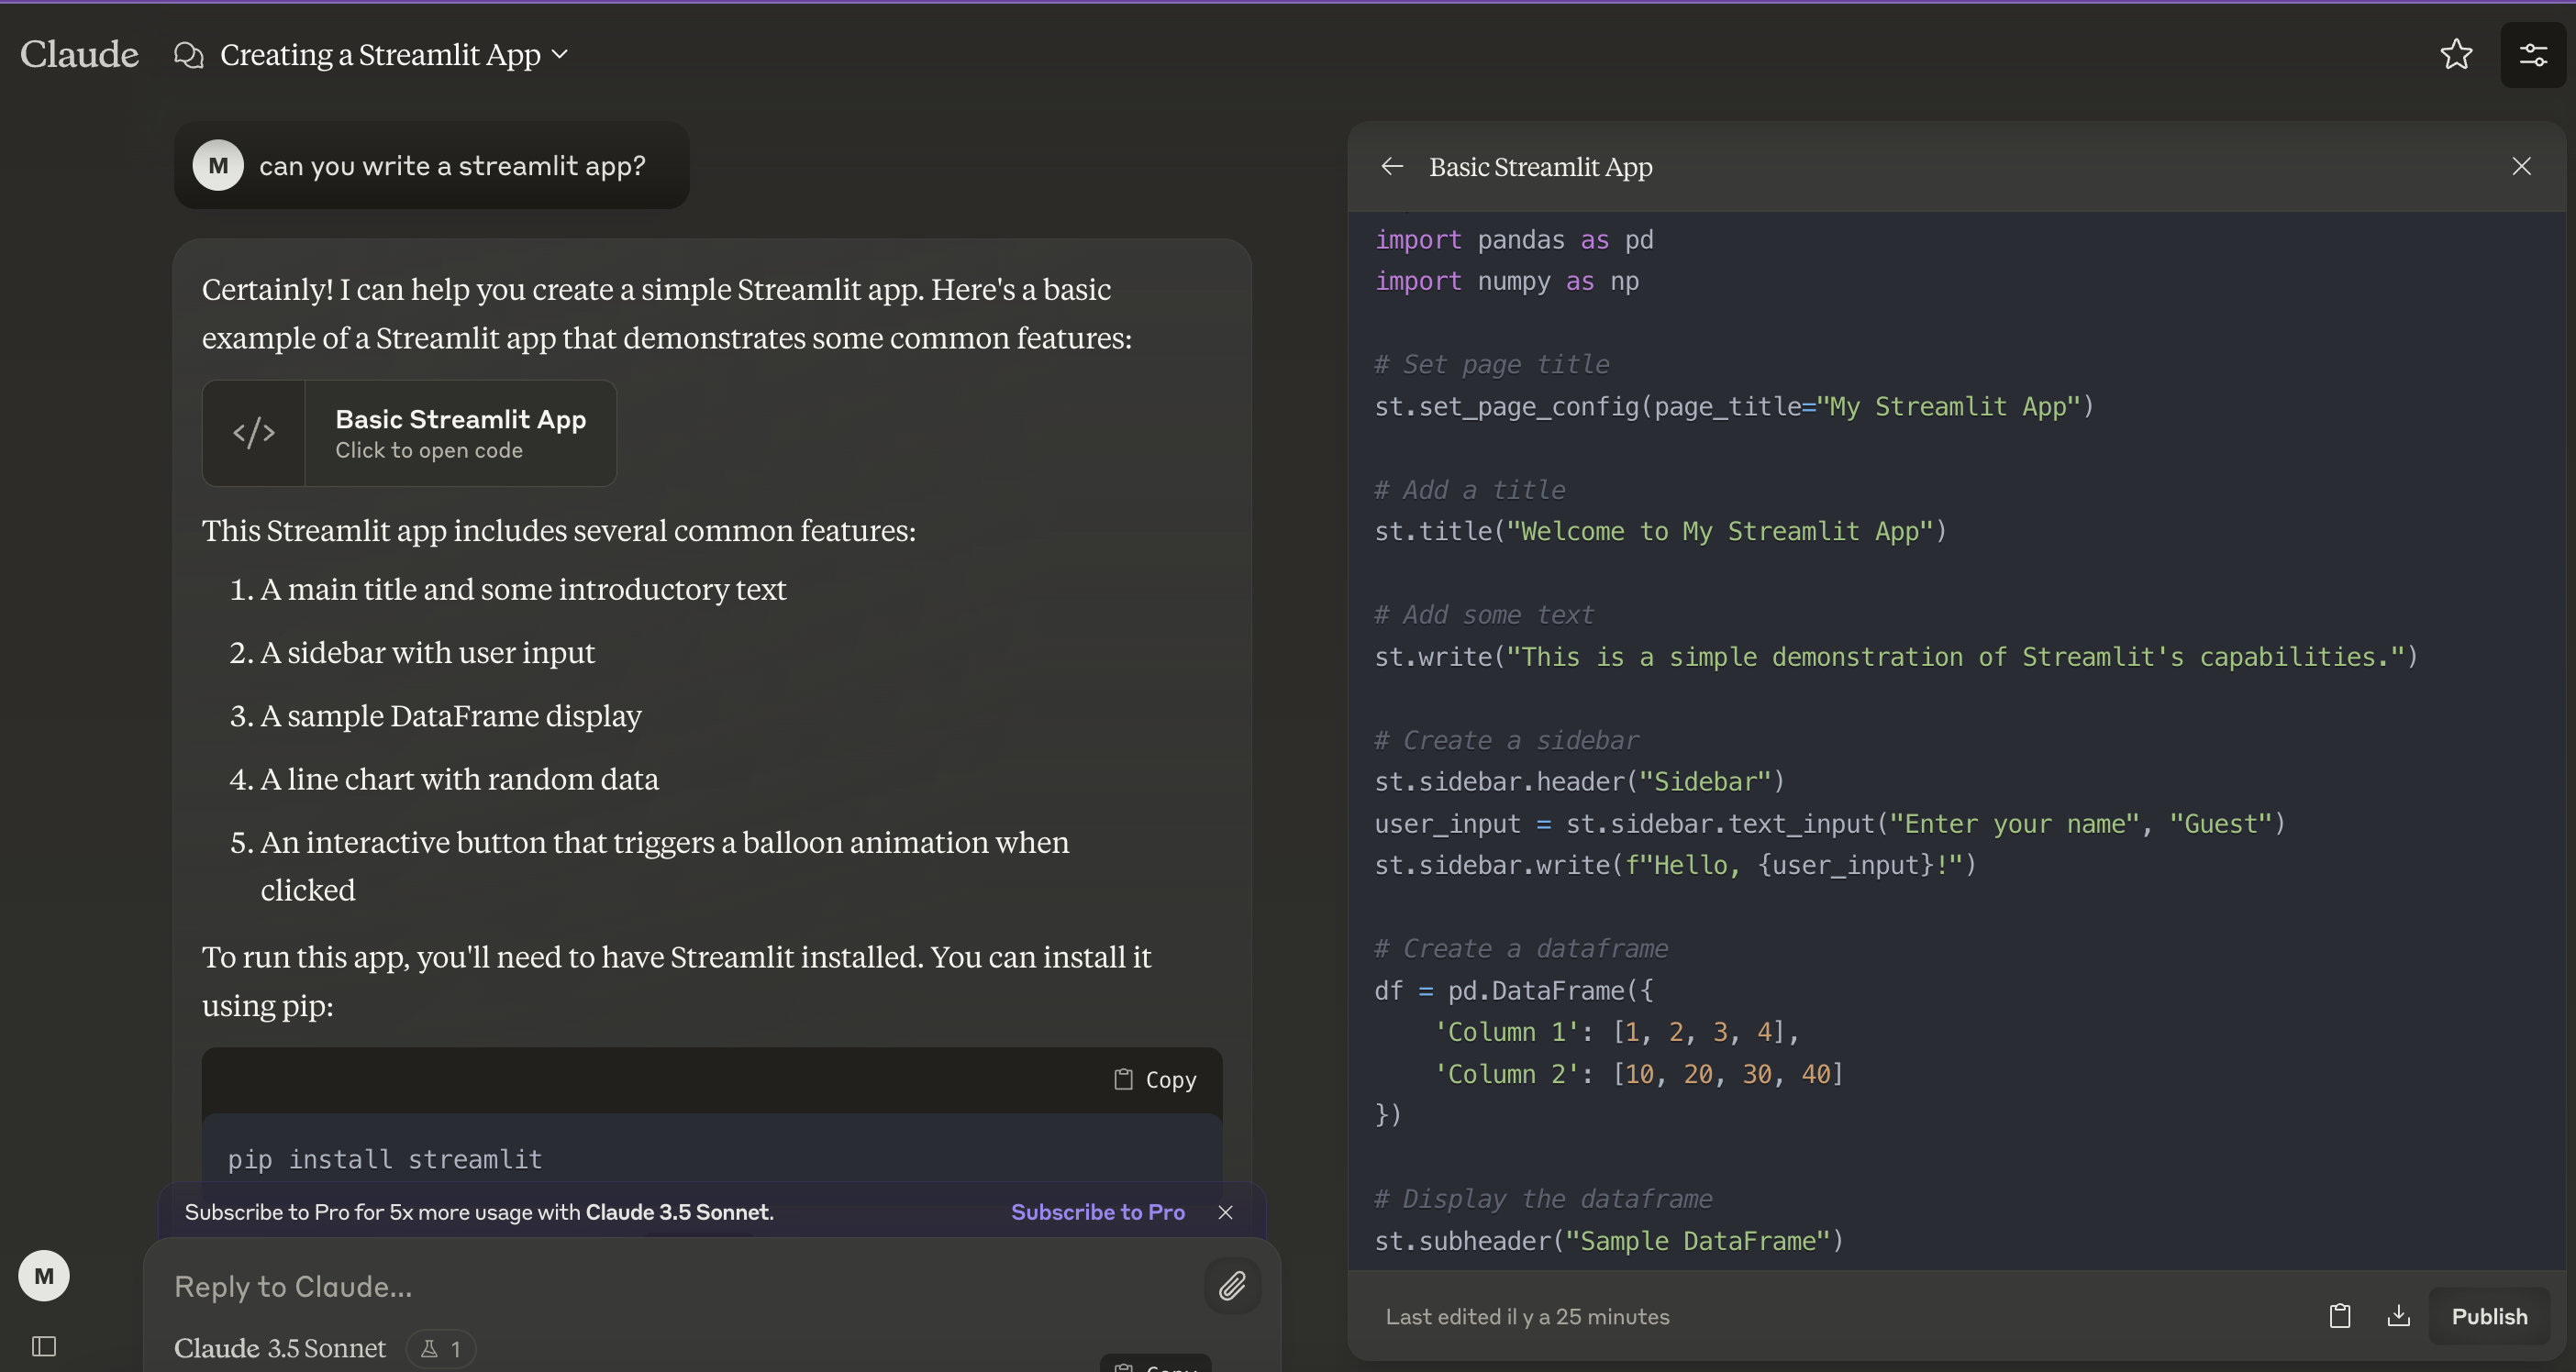 Claude
Creating a Streamlit App
M
can you write a streamlit app?
Certainly! I can help you create a simple Streamlit app. Here's a basic
example of a Streamlit app that demonstrates some common features:
</>
Basic Streamlit App
Click to open code
This Streamlit app includes several common features:
1. A main title and some introductory text
2. A sidebar with user input
3. A sample DataFrame display
4. A line chart with random data
5. An interactive button that triggers a balloon animation when
clicked
To run this app, you'll need to have Streamlit installed. You can install it
using pip:
Copy
pip install streamlit
Subscribe to Pro for 5x more usage with Claude 3.5 Sonnet.
Subscribe to Pro
M
Reply to Claude...
Claude 3.5 Sonnet
1
Copy
Basic Streamlit App
import pandas as pd
import numpy as np
# Set page title
st.set_page_config(page_title="My Streamlit App")
# Add a title
st.title("Welcome to My Streamlit App")
# Add some text
st.write("This is a simple demonstration of Streamlit's capabilities.")
# Create a sidebar
st.sidebar.header("Sidebar")
user_input = st.sidebar.text_input("Enter your name", "Guest")
st.sidebar.write(f"Hello, {user_input}!")
# Create a dataframe
df = pd.DataFrame({
    'Column 1': [1, 2, 3, 4],
    'Column 2': [10, 20, 30, 40]
})
# Display the dataframe
st.subheader("Sample DataFrame")
Last edited il y a 25 minutes
Publish